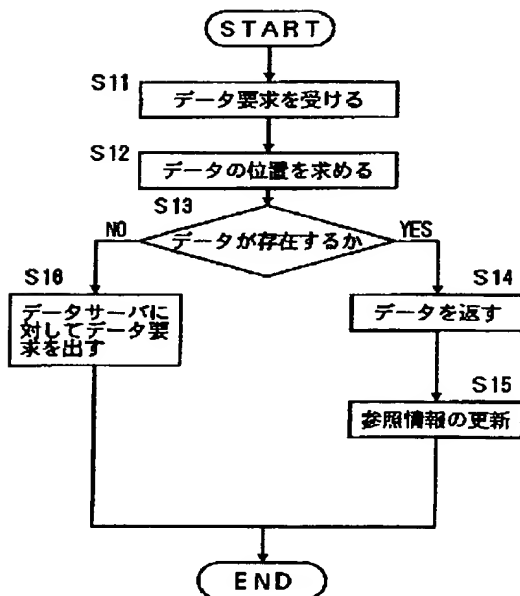 START
S11
データ要求を受ける
S12
データの位置を求める
S13
データが存在するか
NO
YES
S16
データサーバに
対してデータ要
求を出す
S14
データを返す
S15
参照情報の更新
END